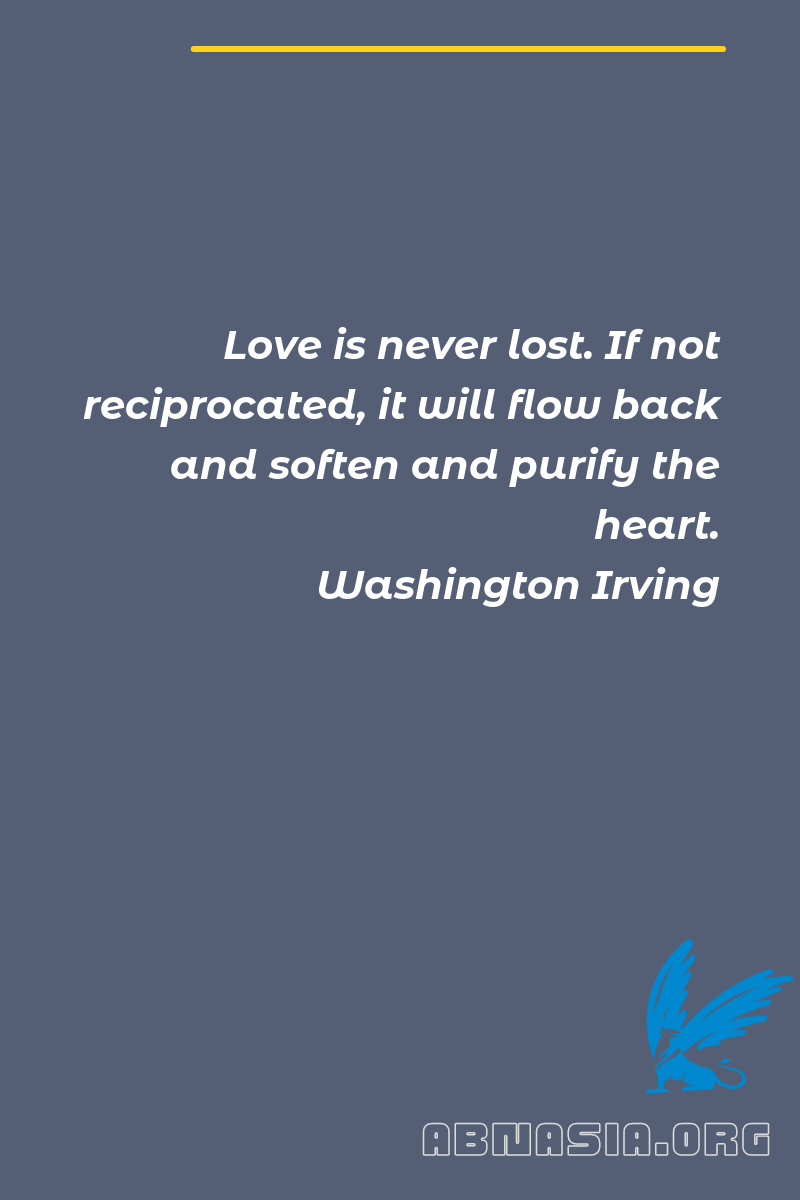 Love is never lost. If not
reciprocated, it will flow back
and soften and purify the
heart.
Washington Irving
ABNASIA.ORG